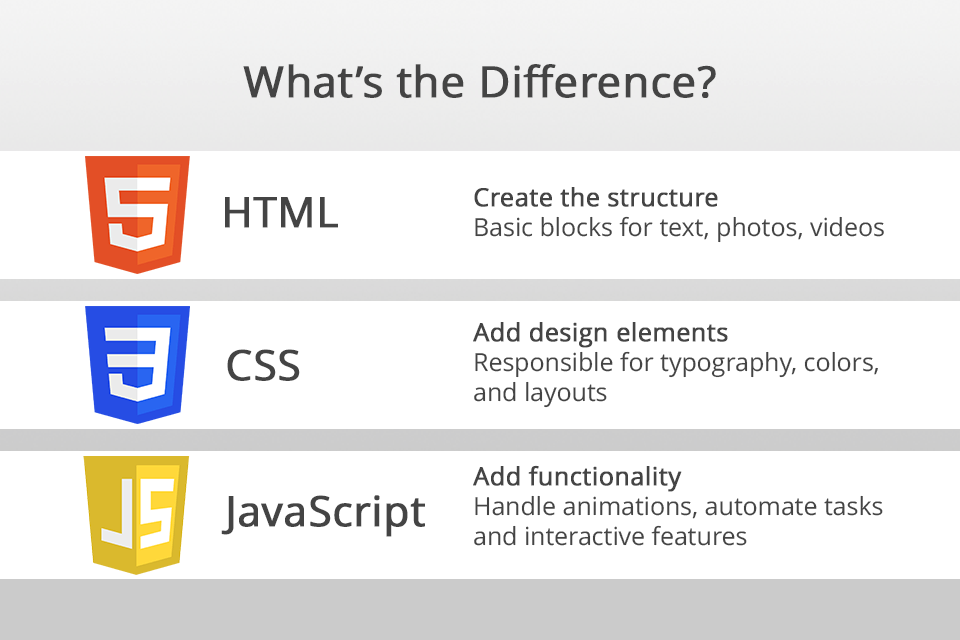 What’s the Difference?
HTML
Create the structure
Basic blocks for text, photos, videos
CSS
Add design elements
Responsible for typography, colors,
and layouts
JS
JavaScript
Add functionality
Handle animations, automate tasks
and interactive features